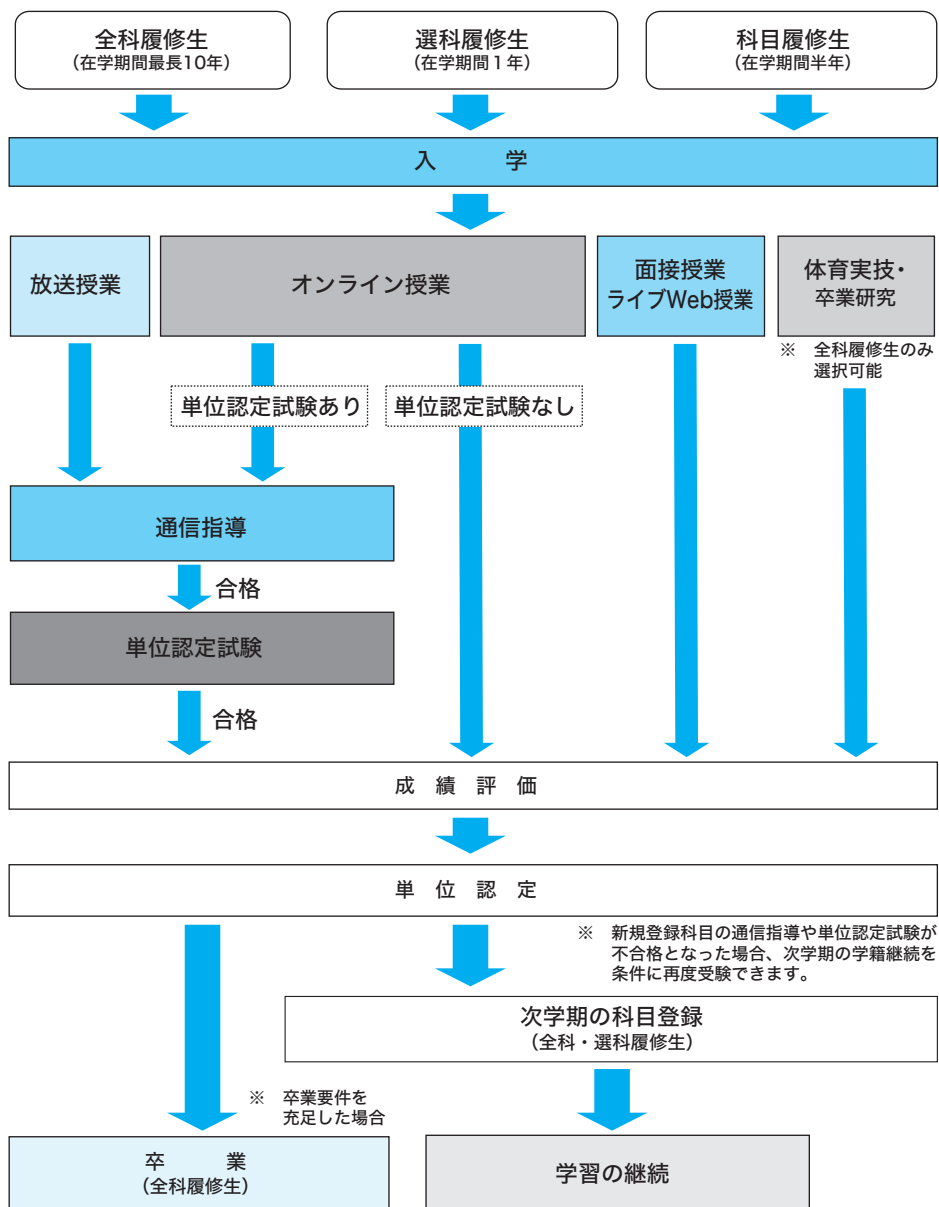 全科履修生
(在学期間最長10年)
選科履修生
(在学期間1年)
科目履修生
(在学期間半年)
入　学
放送授業
オンライン授業
面接授業
ライブWeb授業
体育実技・
卒業研究
※　全科履修生のみ
選択可能
単位認定試験あり
単位認定試験なし
通信指導
合格
単位認定試験
合格
成　績　評　価
単　位　認　定
※　新規登録科目の通信指導や単位認定試験が
不合格となった場合、次学期の学籍継続を
条件に再度受験できます。
次学期の科目登録
(全科・選科履修生)
※　卒業要件を
充足した場合
卒　業
(全科履修生)
学習の継続